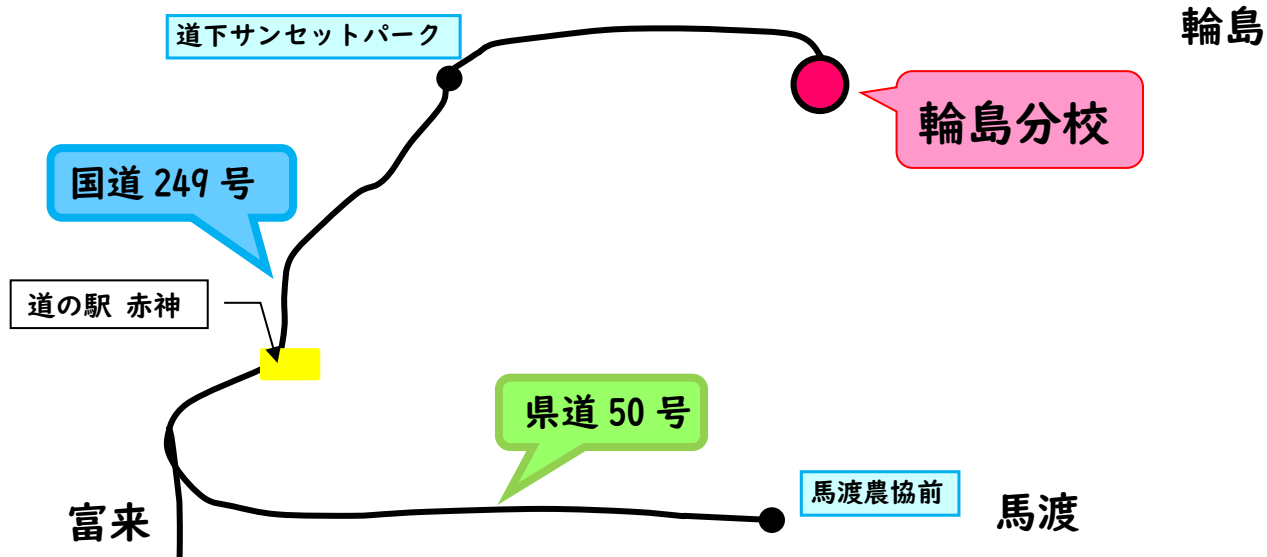 道下サンセットパーク
輪島
輪島分校
国道 249 号
道の駅 赤神
県道 50 号
馬渡農協前
富来
馬渡